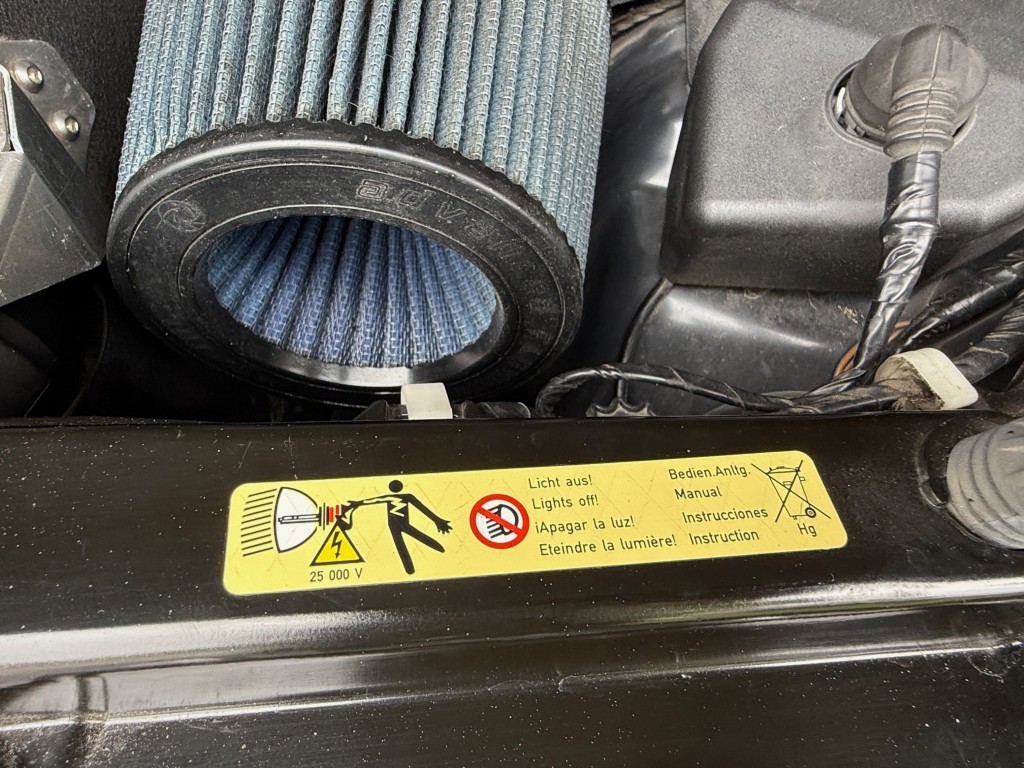 25 000 V
Licht aus!
Lights off!
¡Apagar la luz!
Eteindre la lumière!
Bedien.Anltg.
Manual
Instrucciones
Instruction
Hg